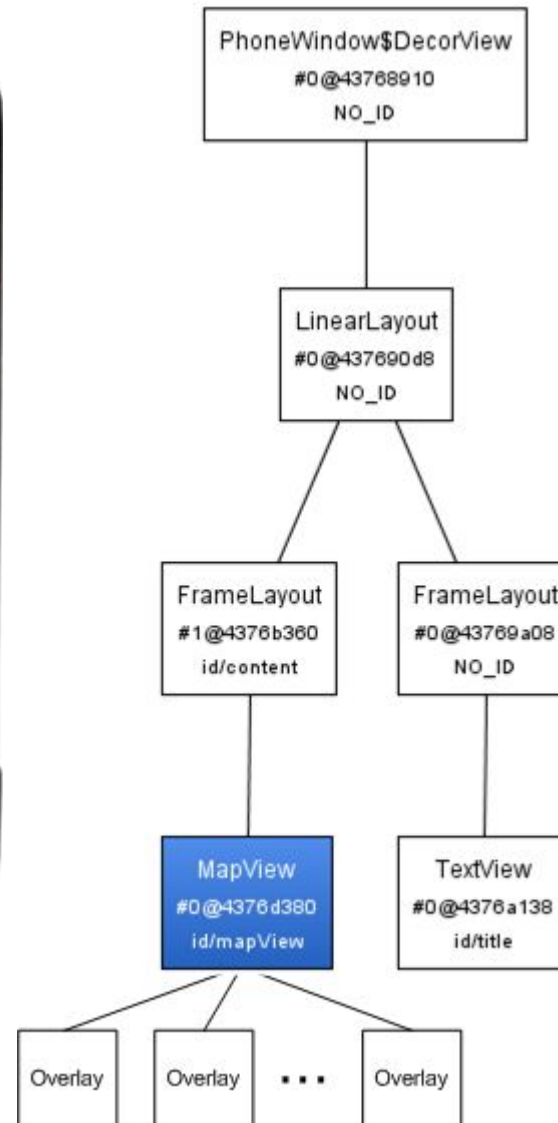 PhoneWindow$DecorView
#0@43768910
NO_ID
LinearLayout
#0@437690d8
NO_ID
FrameLayout
#1@4376b360
id/content
FrameLayout
#0@43769a08
NO_ID
MapView
#0@4376d380
id/mapView
TextView
#0@4376a138
id/title
Overlay
Overlay
...
Overlay